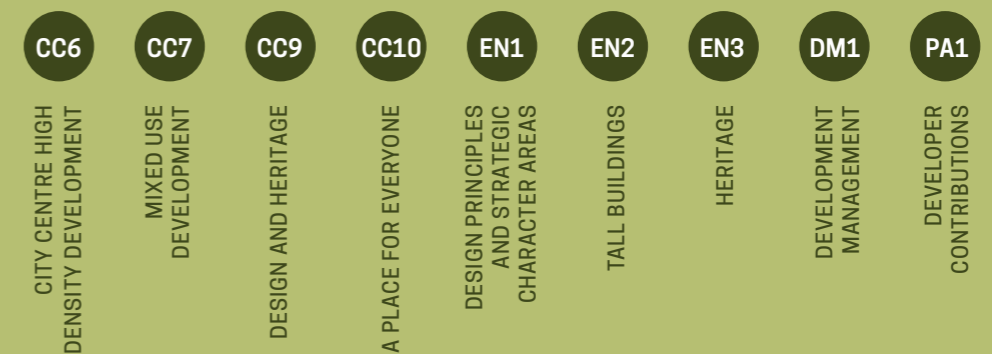 CC6
CITY CENTRE HIGH
DENSITY DEVELOPMENT
CC7
MIXED USE
DEVELOPMENT
CC9
DESIGN AND HERITAGE
CC10
A PLACE FOR EVERYONE
EN1
DESIGN PRINCIPLES
AND STRATEGIC
CHARACTER AREAS
EN2
TALL BUILDINGS
EN3
HERITAGE
DM1
DEVELOPMENT
MANAGEMENT
PA1
DEVELOPER
CONTRIBUTIONS